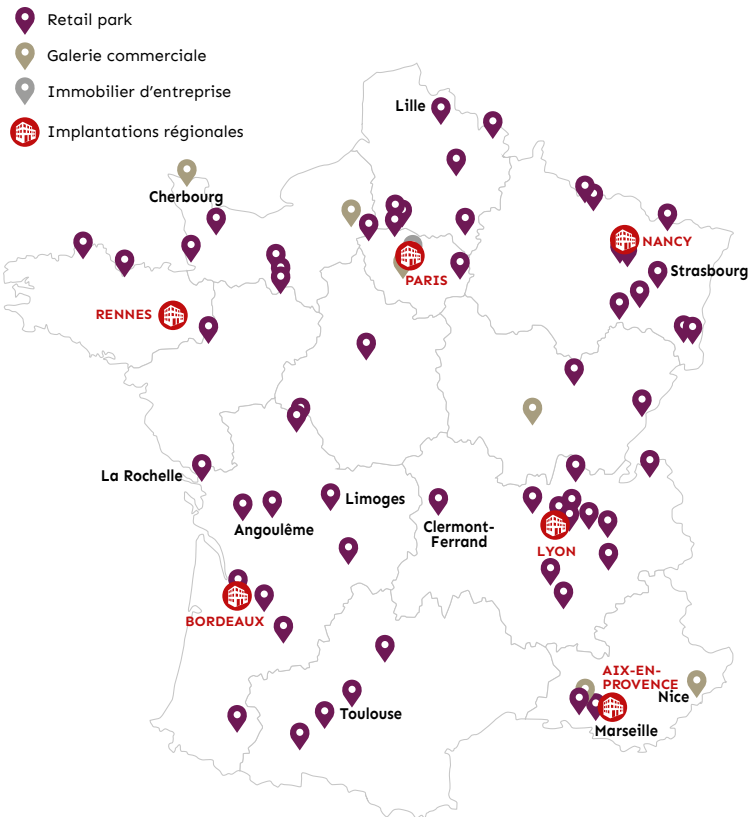 Retail park
Galerie commerciale
Immobilier d'entreprise
Implantations régionales
Lille
Cherbourg
NANCY
PARIS
Strasbourg
RENNES
La Rochelle
Limoges
Angoulême
Clermont-
Ferrand
LYON
BORDEAUX
AIX-EN-
PROVENCE
Nice
Toulouse
Marseille